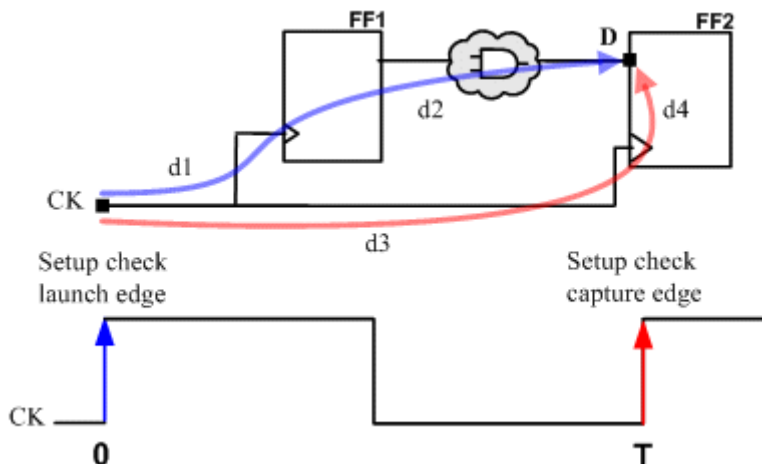 FF1
FF2
D
d2
d4
d1
CK
d3
Setup check
launch edge
Setup check
capture edge
CK
0
T